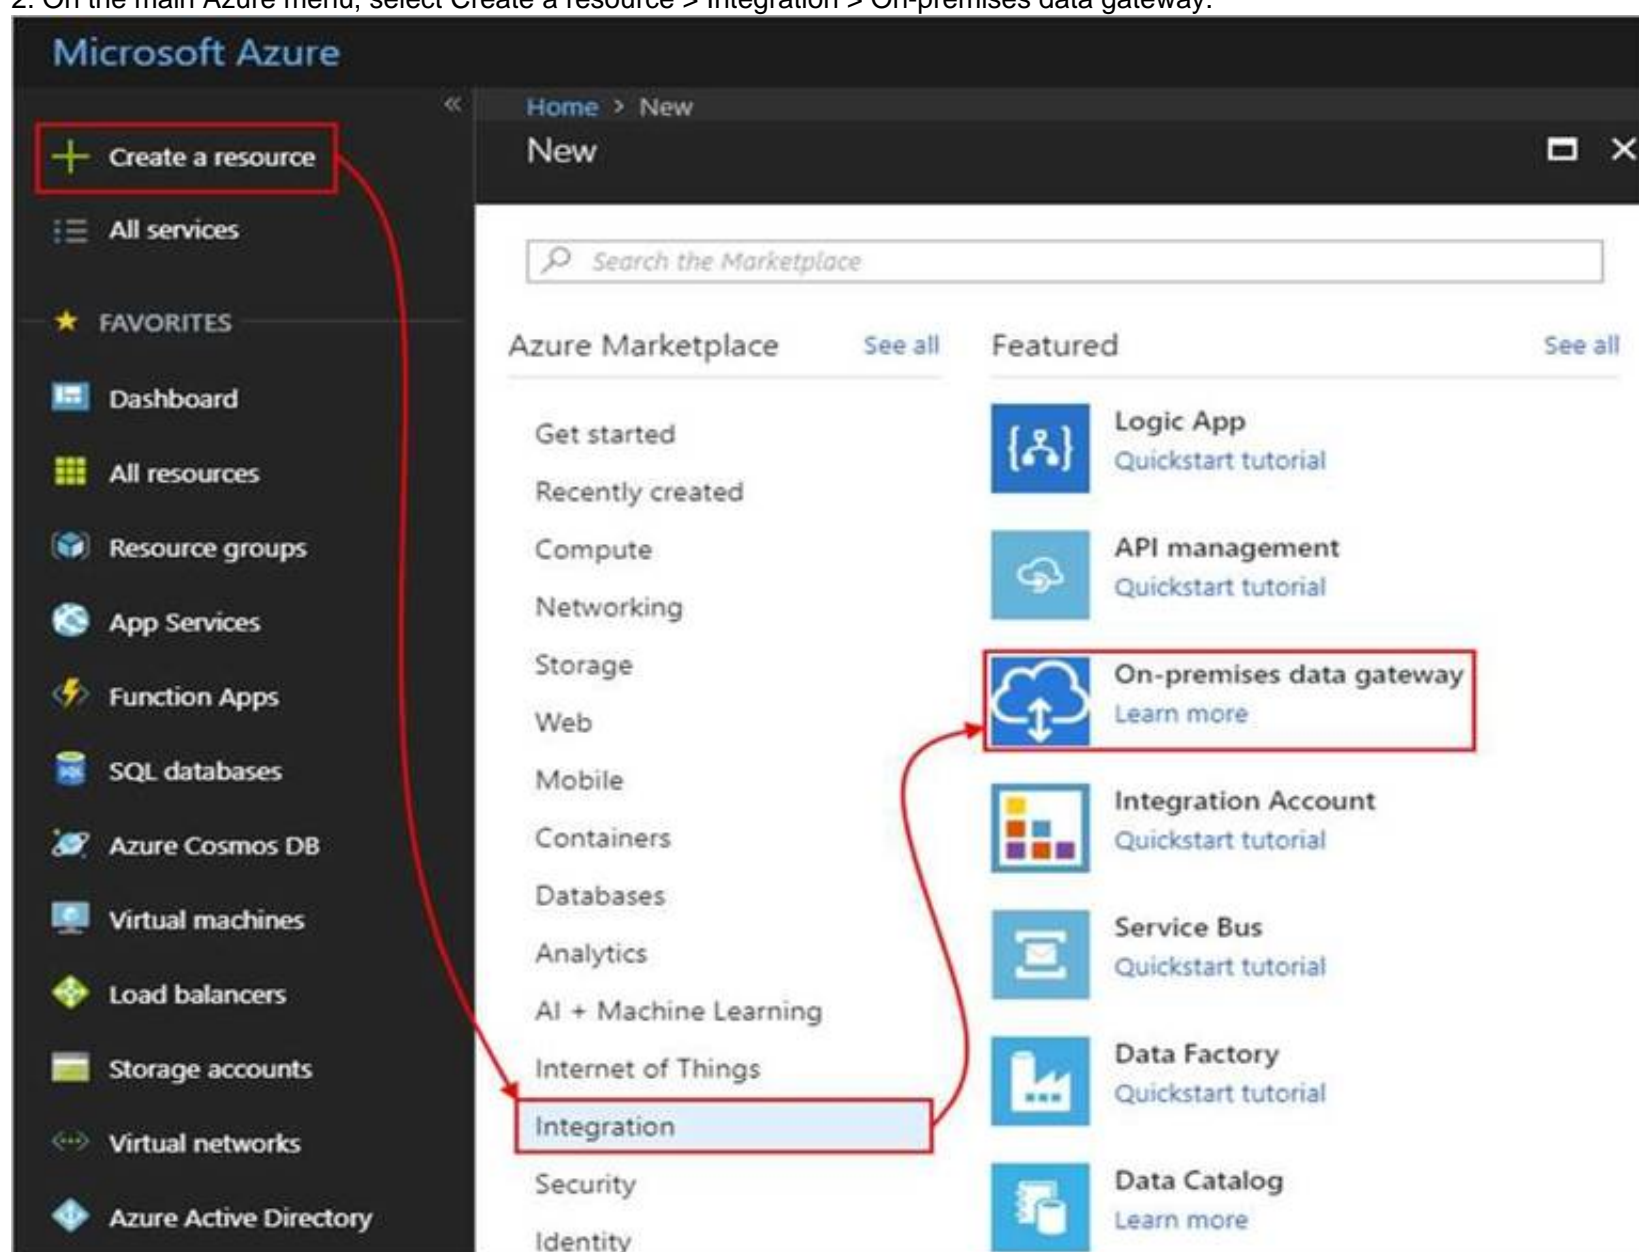 2. On the main Azure menu, select Create a resource > Integration > On-premises data gateway.
Microsoft Azure
«
Create a resource
All services
FAVORITES
Dashboard
All resources
Resource groups
App Services
Function Apps
SQL databases
Azure Cosmos DB
Virtual machines
Load balancers
Storage accounts
Virtual networks
Azure Active Directory
Home > New
New
Search the Marketplace
Azure Marketplace See all
Get started
Recently created
Compute
Networking
Storage
Web
Mobile
Containers
Databases
Analytics
AI + Machine Learning
Internet of Things
Integration
Security
Identity
Featured See all
Logic App
Quickstart tutorial
API management
Quickstart tutorial
On-premises data gateway
Learn more
Integration Account
Quickstart tutorial
Service Bus
Quickstart tutorial
Data Factory
Quickstart tutorial
Data Catalog
Learn more